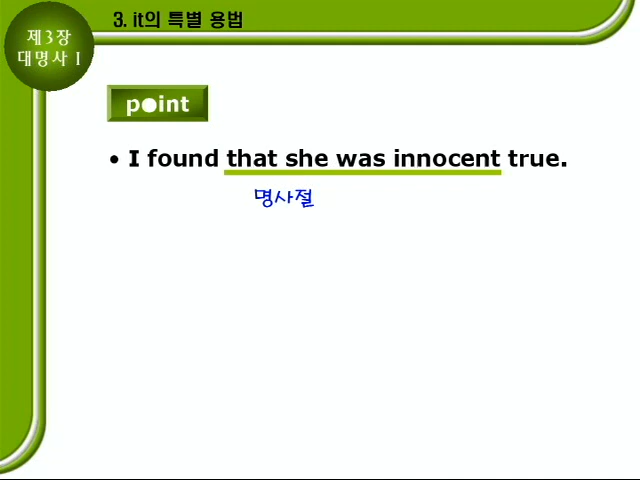 3. it의 특별 용법
제3장
대명사 I
point
• I found that she was innocent true.
명사절